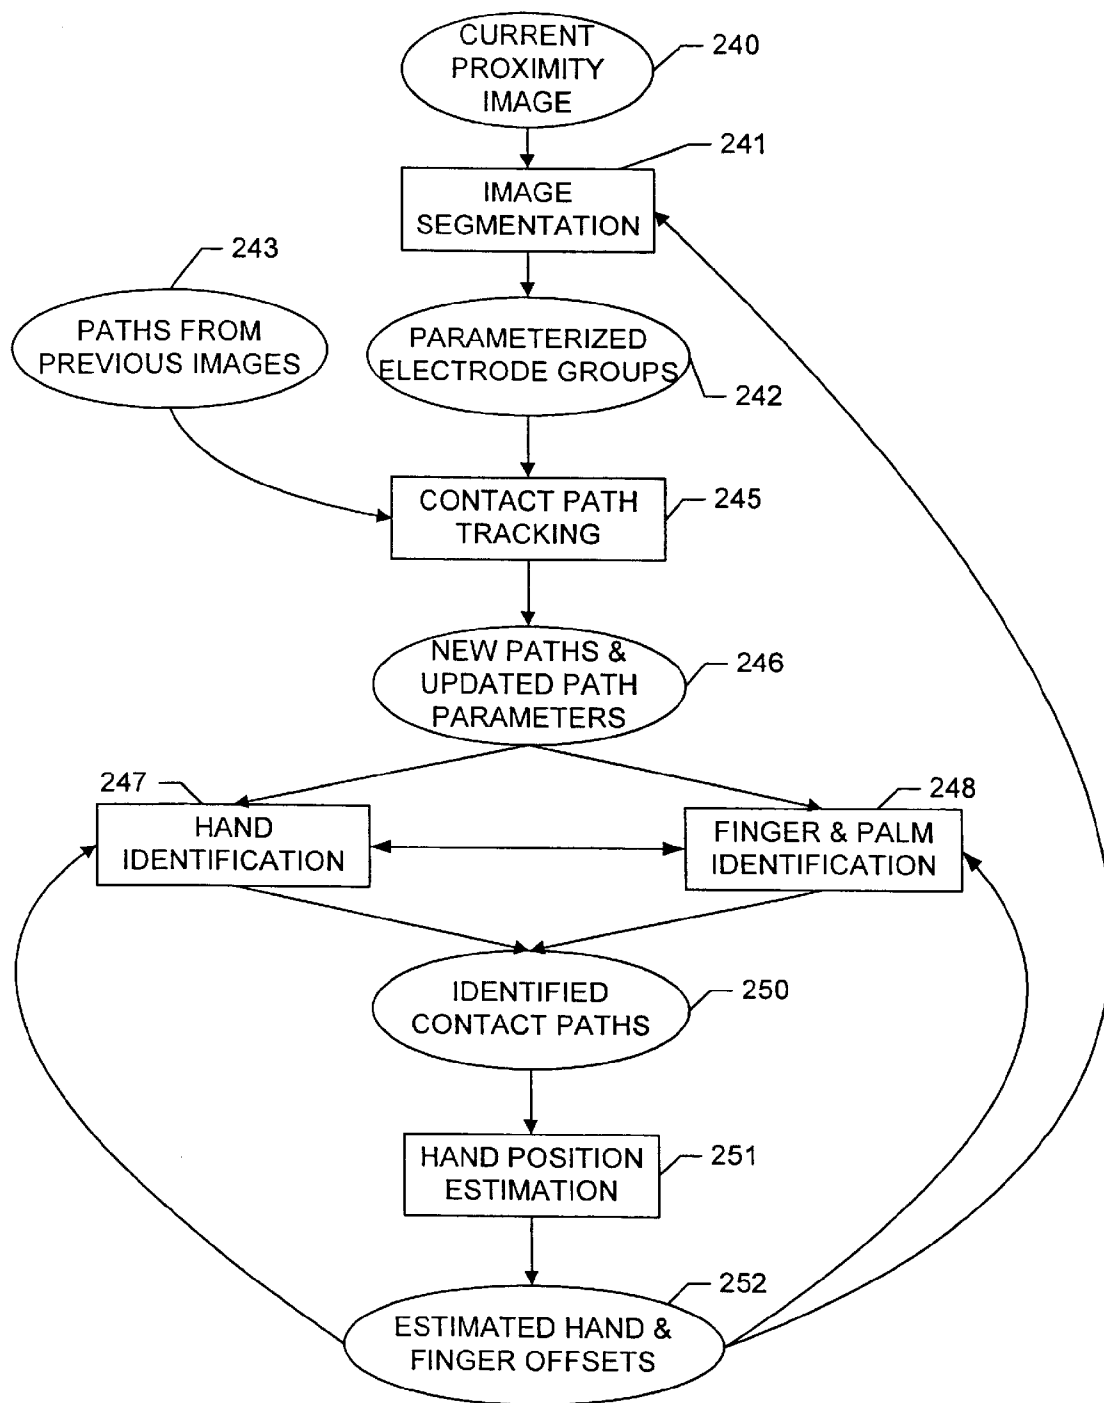 CURRENT
PROXIMITY
IMAGE
240
241
IMAGE
SEGMENTATION
243
PATHS FROM
PREVIOUS IMAGES
PARAMETERIZED
ELECTRODE GROUPS
242
CONTACT PATH
TRACKING
245
NEW PATHS &
UPDATED PATH
PARAMETERS
246
247
HAND
IDENTIFICATION
248
FINGER & PALM
IDENTIFICATION
IDENTIFIED
CONTACT PATHS
250
HAND POSITION
ESTIMATION
251
252
ESTIMATED HAND &
FINGER OFFSETS